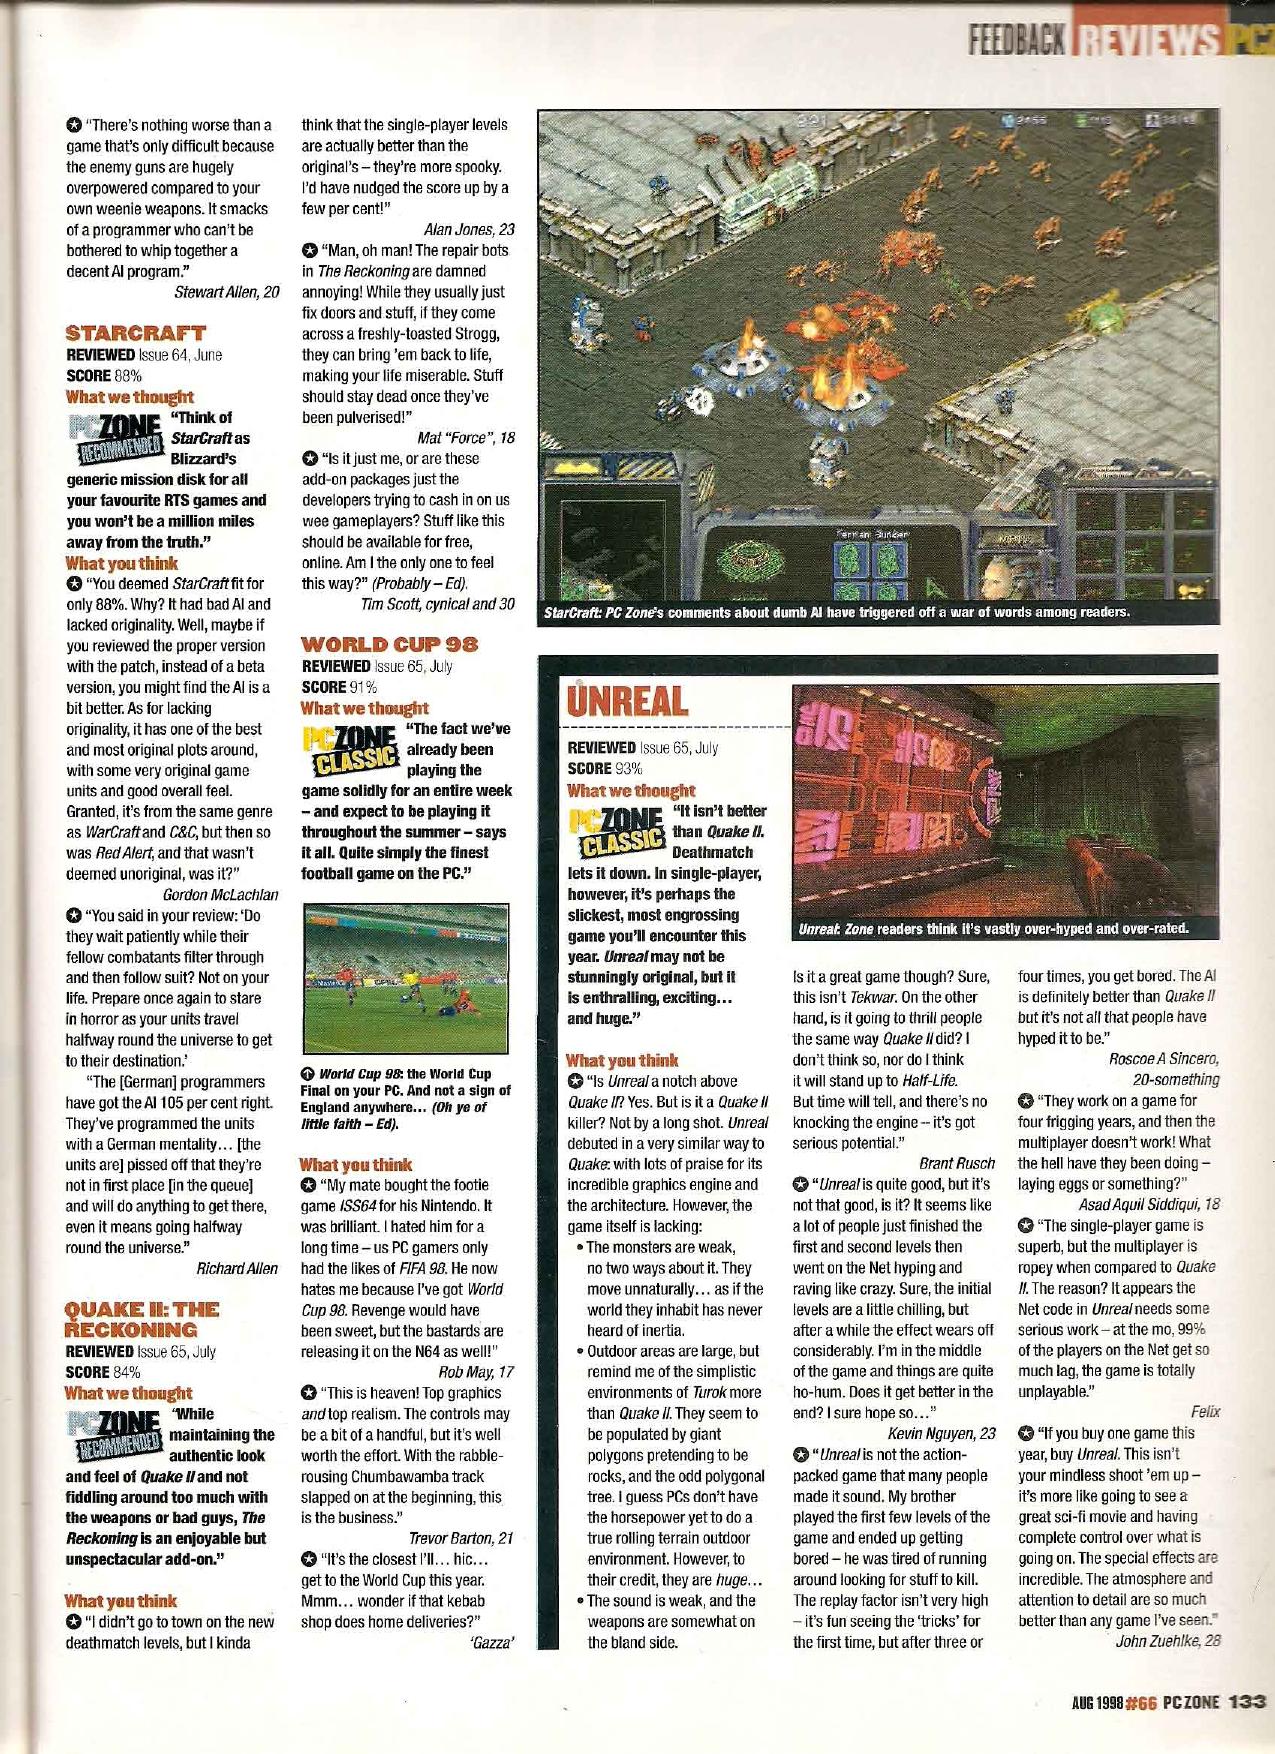 FEEDBACK REVIEWS PC
✪ "There's nothing worse than a
game that's only difficult because
the enemy guns are hugely
overpowered compared to your
own weenie weapons. It smacks
of a programmer who can't be
bothered to whip together a
decent AI program."
Stewart Allen, 20
STARCRAFT
REVIEWED Issue 64, June
SCORE 88%
What we thought
PC ZONE RECOMMENDED
"Think of
StarCraft as
Blizzard's
generic mission disk for all
your favourite RTS games and
you won't be a million miles
away from the truth."
What you think
✪ "You deemed StarCraft fit for
only 88%. Why? It had bad AI and
lacked originality. Well, maybe if
you reviewed the proper version
with the patch, instead of a beta
version, you might find the AI is a
bit better. As for lacking
originality, it has one of the best
and most original plots around,
with some very original game
units and good overall feel.
Granted, it's from the same genre
as WarCraft and C&C, but then so
was Red Alert, and that wasn't
deemed unoriginal, was it?"
Gordon McLachlan
✪ "You said in your review: 'Do
they wait patiently while their
fellow combatants filter through
and then follow suit? Not on your
life. Prepare once again to stare
in horror as your units travel
halfway round the universe to get
to their destination.'
"The [German] programmers
have got the AI 105 per cent right.
They've programmed the units
with a German mentality... [the
units are] pissed off that they're
not in first place [in the queue]
and will do anything to get there,
even it means going halfway
round the universe."
Richard Allen
QUAKE II: THE
RECKONING
REVIEWED Issue 65, July
SCORE 84%
What we thought
PC ZONE RECOMMENDED
"While
maintaining the
authentic look
and feel of Quake II and not
fiddling around too much with
the weapons or bad guys, The
Reckoning is an enjoyable but
unspectacular add-on."
What you think
✪ "I didn't go to town on the new
deathmatch levels, but I kinda
think that the single-player levels
are actually better than the
original's – they're more spooky.
I'd have nudged the score up by a
few per cent!"
Alan Jones, 23
✪ "Man, oh man! The repair bots
in The Reckoning are damned
annoying! While they usually just
fix doors and stuff, if they come
across a freshly-toasted Strogg,
they can bring 'em back to life,
making your life miserable. Stuff
should stay dead once they've
been pulverised!"
Mat "Force", 18
✪ "Is it just me, or are these
add-on packages just the
developers trying to cash in on us
wee gameplayers? Stuff like this
should be available for free,
online. Am I the only one to feel
this way?" (Probably – Ed).
Tim Scott, cynical and 30
WORLD CUP 98
REVIEWED Issue 65, July
SCORE 91%
What we thought
PC ZONE CLASSIC
"The fact we've
already been
playing the
game solidly for an entire week
– and expect to be playing it
throughout the summer – says
it all. Quite simply the finest
football game on the PC."
World Cup 98: the World Cup
Final on your PC. And not a sign of
England anywhere... (Oh ye of
little faith – Ed).
What you think
✪ "My mate bought the footie
game ISS64 for his Nintendo. It
was brilliant. I hated him for a
long time – us PC gamers only
had the likes of FIFA 98. He now
hates me because I've got World
Cup 98. Revenge would have
been sweet, but the bastards are
releasing it on the N64 as well!"
Rob May, 17
✪ "This is heaven! Top graphics
and top realism. The controls may
be a bit of a handful, but it's well
worth the effort. With the rabble-
rousing Chumbawamba track
slapped on at the beginning, this
is the business."
Trevor Barton, 21
✪ "It's the closest I'll... hic...
get to the World Cup this year.
Mmm... wonder if that kebab
shop does home deliveries?"
'Gazza'
Terran Bunker
StarCraft: PC Zone's comments about dumb AI have triggered off a war of words among readers.
UNREAL
REVIEWED Issue 65, July
SCORE 93%
What we thought
PC ZONE CLASSIC
"It isn't better
than Quake II.
Deathmatch
lets it down. In single-player,
however, it's perhaps the
slickest, most engrossing
game you'll encounter this
year. Unreal may not be
stunningly original, but it
is enthralling, exciting...
and huge."
Unreal: Zone readers think it's vastly over-hyped and over-rated.
What you think
✪ "Is Unreal a notch above
Quake II? Yes. But is it a Quake II
killer? Not by a long shot. Unreal
debuted in a very similar way to
Quake: with lots of praise for its
incredible graphics engine and
the architecture. However, the
game itself is lacking:
• The monsters are weak,
no two ways about it. They
move unnaturally... as if the
world they inhabit has never
heard of inertia.
• Outdoor areas are large, but
remind me of the simplistic
environments of Turok more
than Quake II. They seem to
be populated by giant
polygons pretending to be
rocks, and the odd polygonal
tree. I guess PCs don't have
the horsepower yet to do a
true rolling terrain outdoor
environment. However, to
their credit, they are huge...
• The sound is weak, and the
weapons are somewhat on
the bland side.
Is it a great game though? Sure,
this isn't Tekwar. On the other
hand, is it going to thrill people
the same way Quake II did? I
don't think so, nor do I think
it will stand up to Half-Life.
But time will tell, and there's no
knocking the engine – it's got
serious potential."
Brant Rusch
✪ "Unreal is quite good, but it's
not that good, is it? It seems like
a lot of people just finished the
first and second levels then
went on the Net hyping and
raving like crazy. Sure, the initial
levels are a little chilling, but
after a while the effect wears off
considerably. I'm in the middle
of the game and things are quite
ho-hum. Does it get better in the
end? I sure hope so..."
Kevin Nguyen, 23
✪ "Unreal is not the action-
packed game that many people
made it sound. My brother
played the first few levels of the
game and ended up getting
bored – he was tired of running
around looking for stuff to kill.
The replay factor isn't very high
– it's fun seeing the 'tricks' for
the first time, but after three or
four times, you get bored. The AI
is definitely better than Quake II
but it's not all that people have
hyped it to be."
Roscoe A Sincero,
20-something
✪ "They work on a game for
four frigging years, and then the
multiplayer doesn't work! What
the hell have they been doing –
laying eggs or something?"
Asad Aquil Siddiqui, 18
✪ "The single-player game is
superb, but the multiplayer is
ropey when compared to Quake
II. The reason? It appears the
Net code in Unreal needs some
serious work – at the mo, 99%
of the players on the Net get so
much lag, the game is totally
unplayable."
Felix
✪ "If you buy one game this
year, buy Unreal. This isn't
your mindless shoot 'em up –
it's more like going to see a
great sci-fi movie and having
complete control over what is
going on. The special effects are
incredible. The atmosphere and
attention to detail are so much
better than any game I've seen."
John Zuehlke, 28
AUG 1998 #66 PC ZONE 133